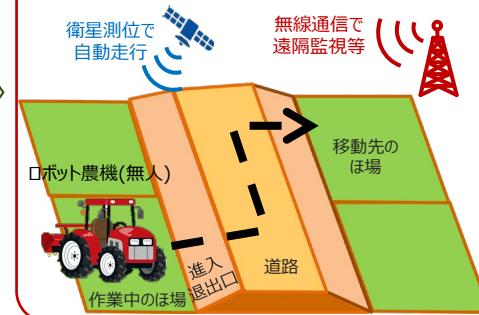 衛星測位で
自動走行
無線通信で
遠隔監視等
移動先の
ほ場
ロボット農機(無人)
進入
退出口
道路
作業中のほ場